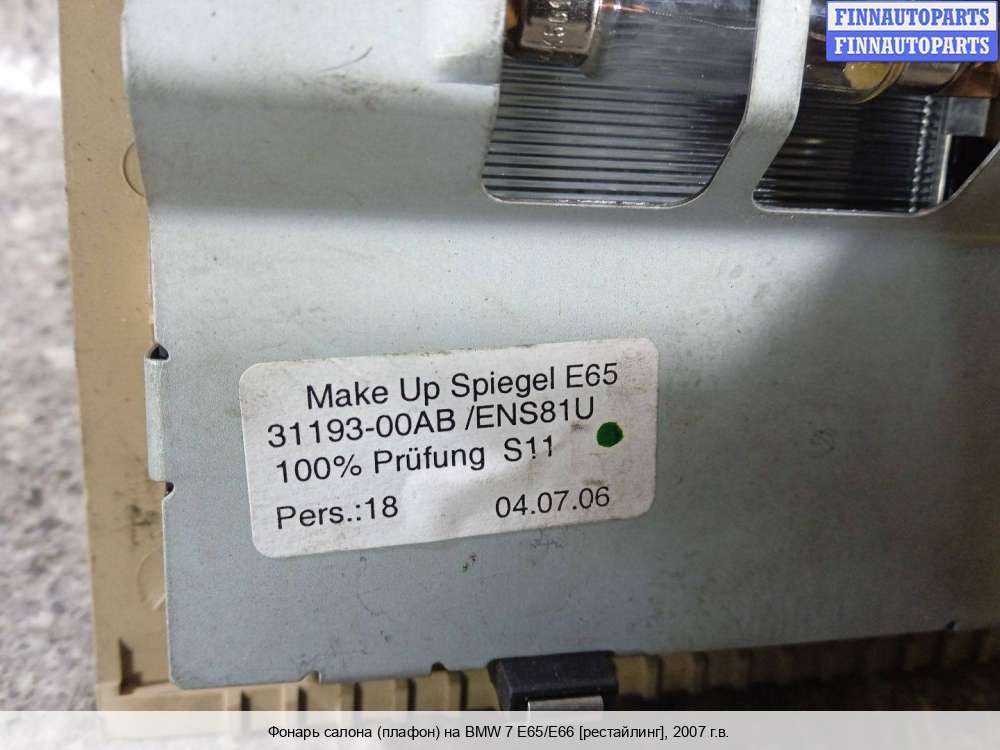 FINNAUTOPARTS
FINNAUTOPARTS
Make Up Spiegel E65
31193-00AB /ENS81U
100% Prüfung S11
Pers.:18 04.07.06
Фонарь салона (плафон) на BMW 7 E65/E66 [рестайлинг], 2007 г.в.